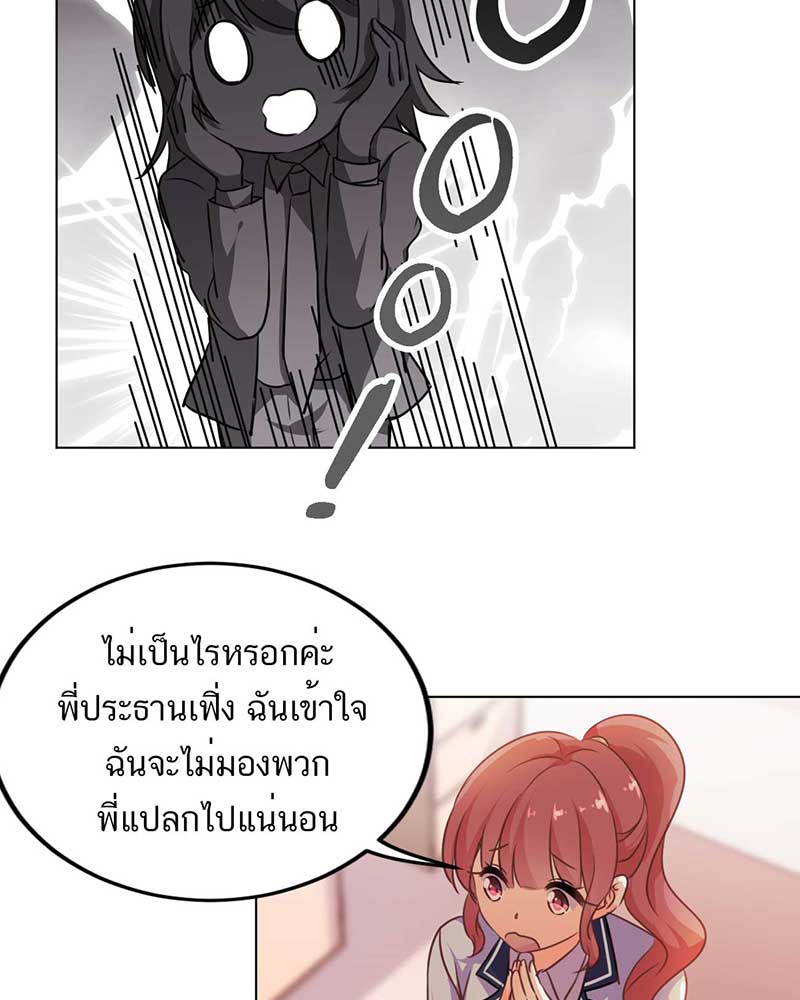 ไม่เป็นไรหรอกค่ะ
พี่ประธานเฟิ่ง ฉันเข้าใจ
ฉันจะไม่มองพวก
พี่แปลกไปแน่นอน